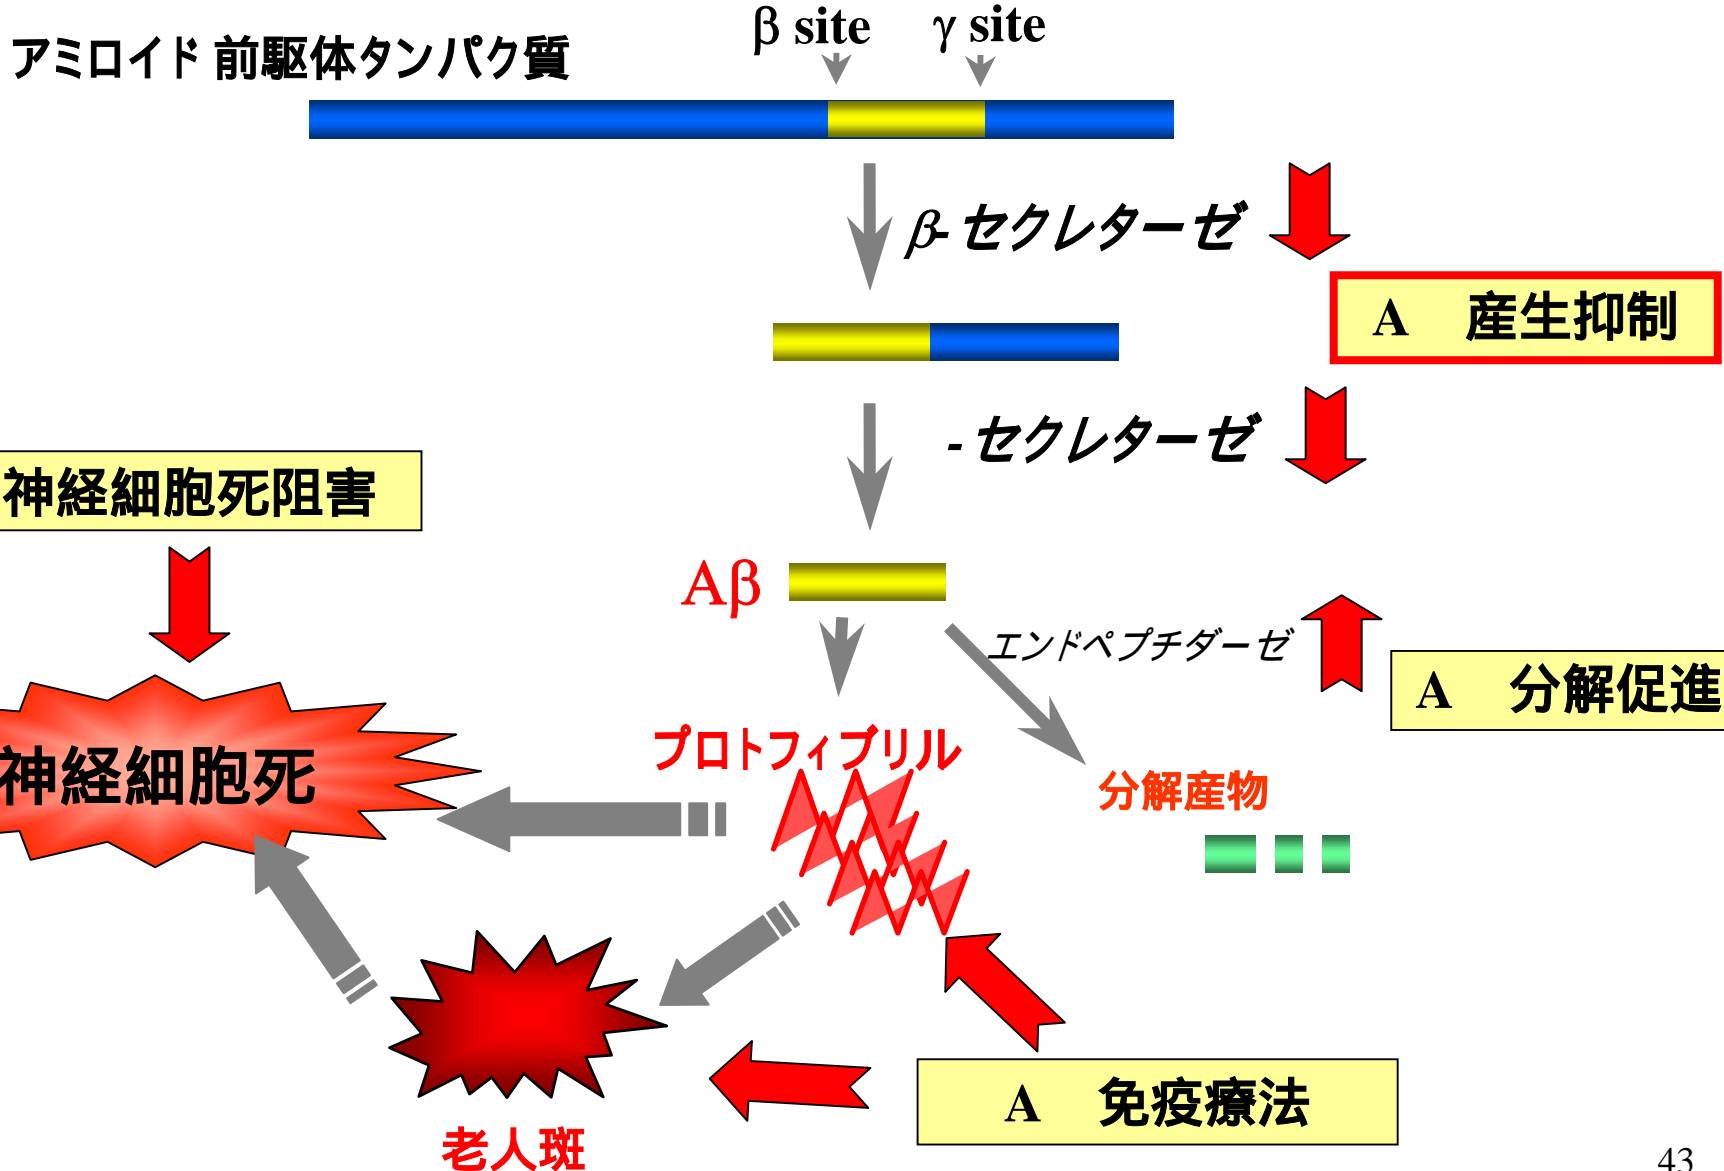 β site γ site
アミロイド 前駆体タンパク質
β-セクレターゼ
A 産生抑制
-セクレターゼ
神経細胞死阻害
Aβ
エンドペプチダーゼ
A 分解促進
プロトフィブリル
神経細胞死
分解産物
A 免疫療法
老人斑
43